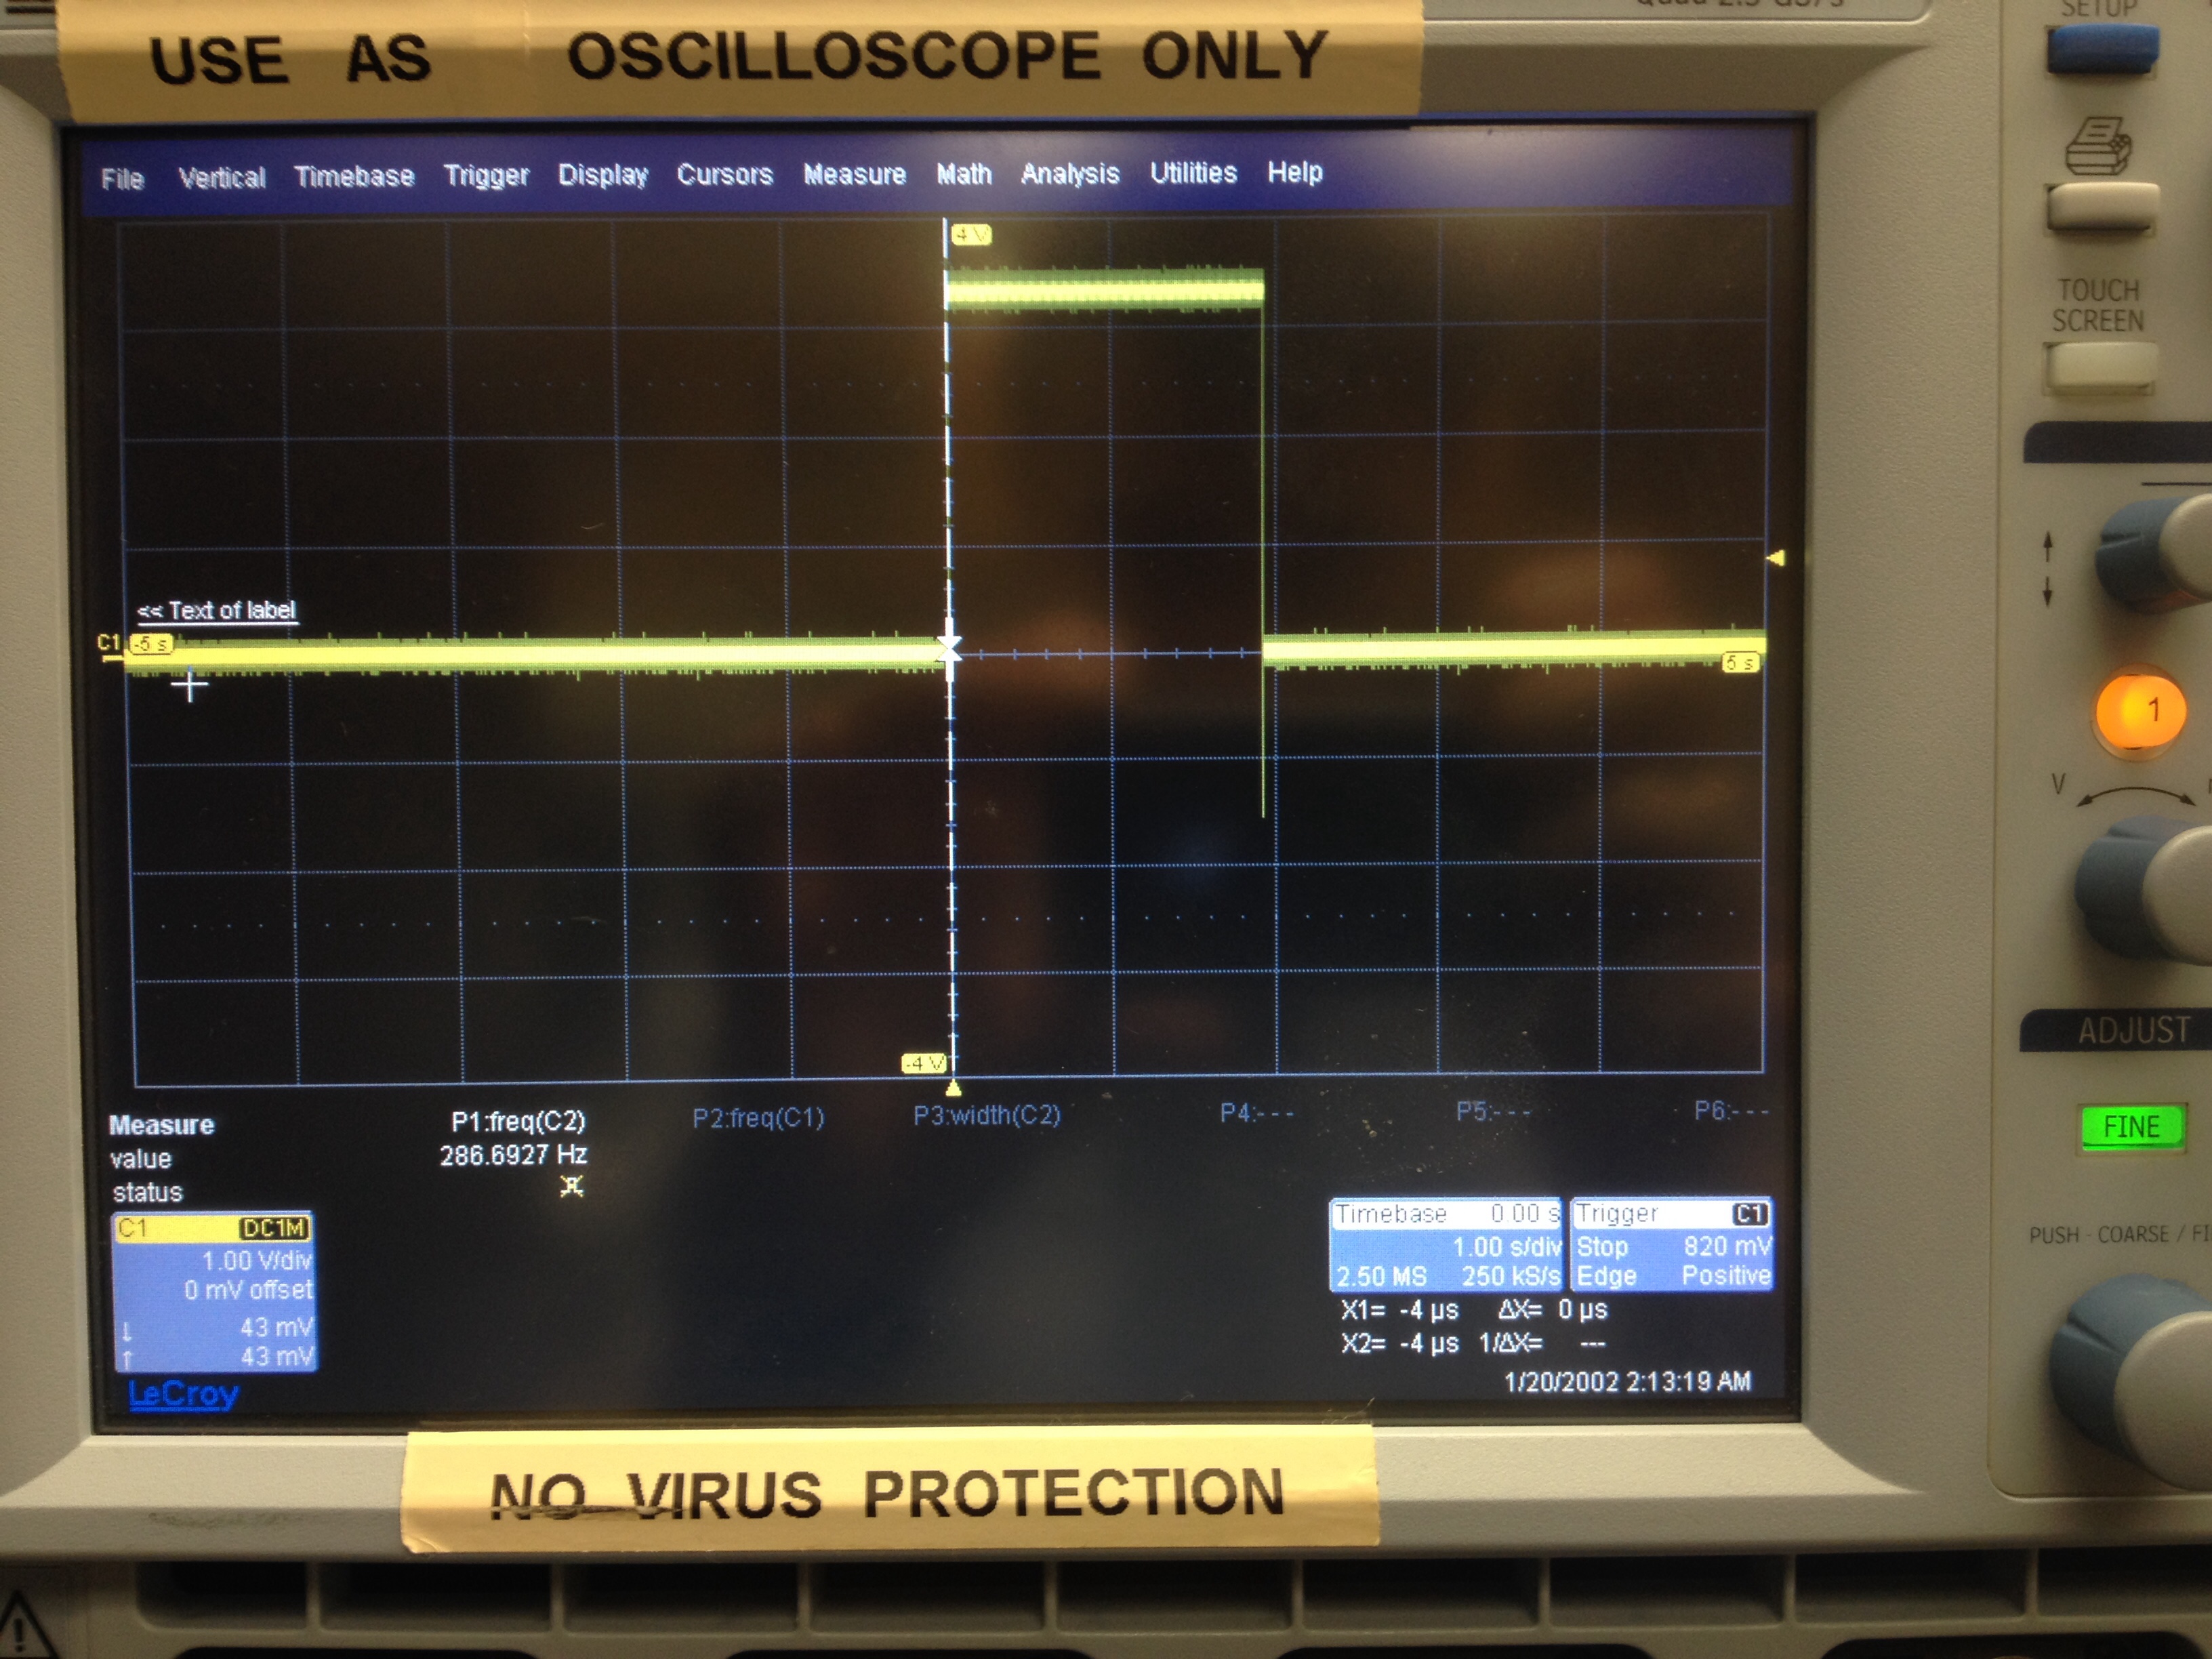 USE AS OSCILLOSCOPE ONLY
SETUP
File Vertical Timebase Trigger Display Cursors Measure Math Analysis Utilities Help
4 V
TOUCH
SCREEN
<< Text of label
C1 -5 s
5 s
1
V
-4 V
ADJUST
Measure P1:freq(C2) P2:freq(C1) P3:width(C2) P4:--- P5:--- P6:---
value 286.6927 Hz
status
FINE
C1 DC1M
1.00 V/div
0 mV offset
↓ 43 mV
↑ 43 mV
LeCroy
Timebase 0.00 s
1.00 s/div
2.50 MS 250 kS/s
Trigger C1
Stop 820 mV
Edge Positive
X1= -4 µs ΔX= 0 µs
X2= -4 µs 1/ΔX= ---
1/20/2002 2:13:19 AM
PUSH - COARSE / FI
NO VIRUS PROTECTION